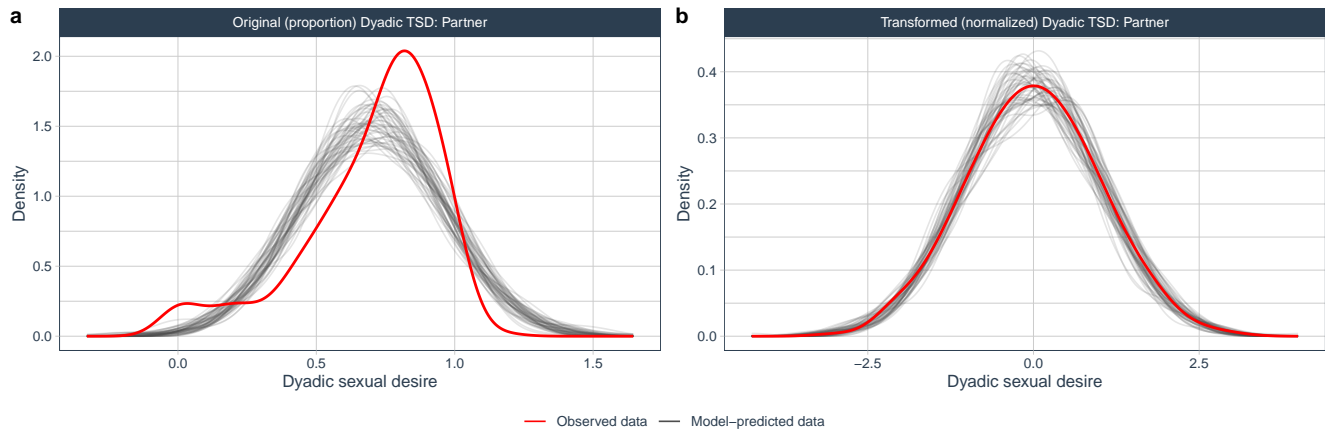 a
Original (proportion) Dyadic TSD: Partner
Density
2.0
1.5
1.0
0.5
0.0
0.0 0.5 1.0 1.5
Dyadic sexual desire
b
Transformed (normalized) Dyadic TSD: Partner
Density
0.4
0.3
0.2
0.1
0.0
−2.5 0.0 2.5
Dyadic sexual desire
Observed data Model−predicted data